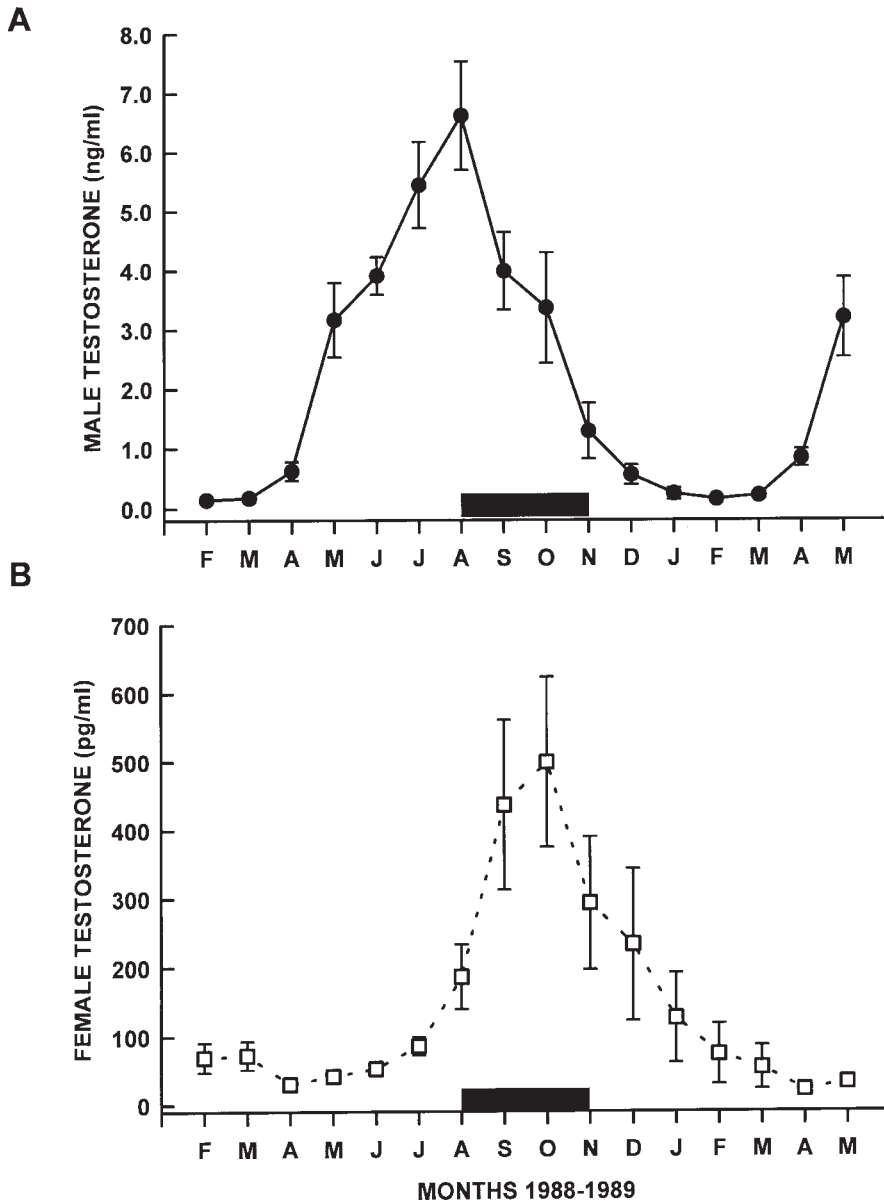 A
8.0
7.0
6.0
5.0
4.0
3.0
2.0
1.0
0.0
MALE TESTOSTERONE (ng/ml)
F M A M J J A S O N D J F M A M
B
700
600
500
400
300
200
100
0
FEMALE TESTOSTERONE (pg/ml)
F M A M J J A S O N D J F M A M
MONTHS 1988-1989